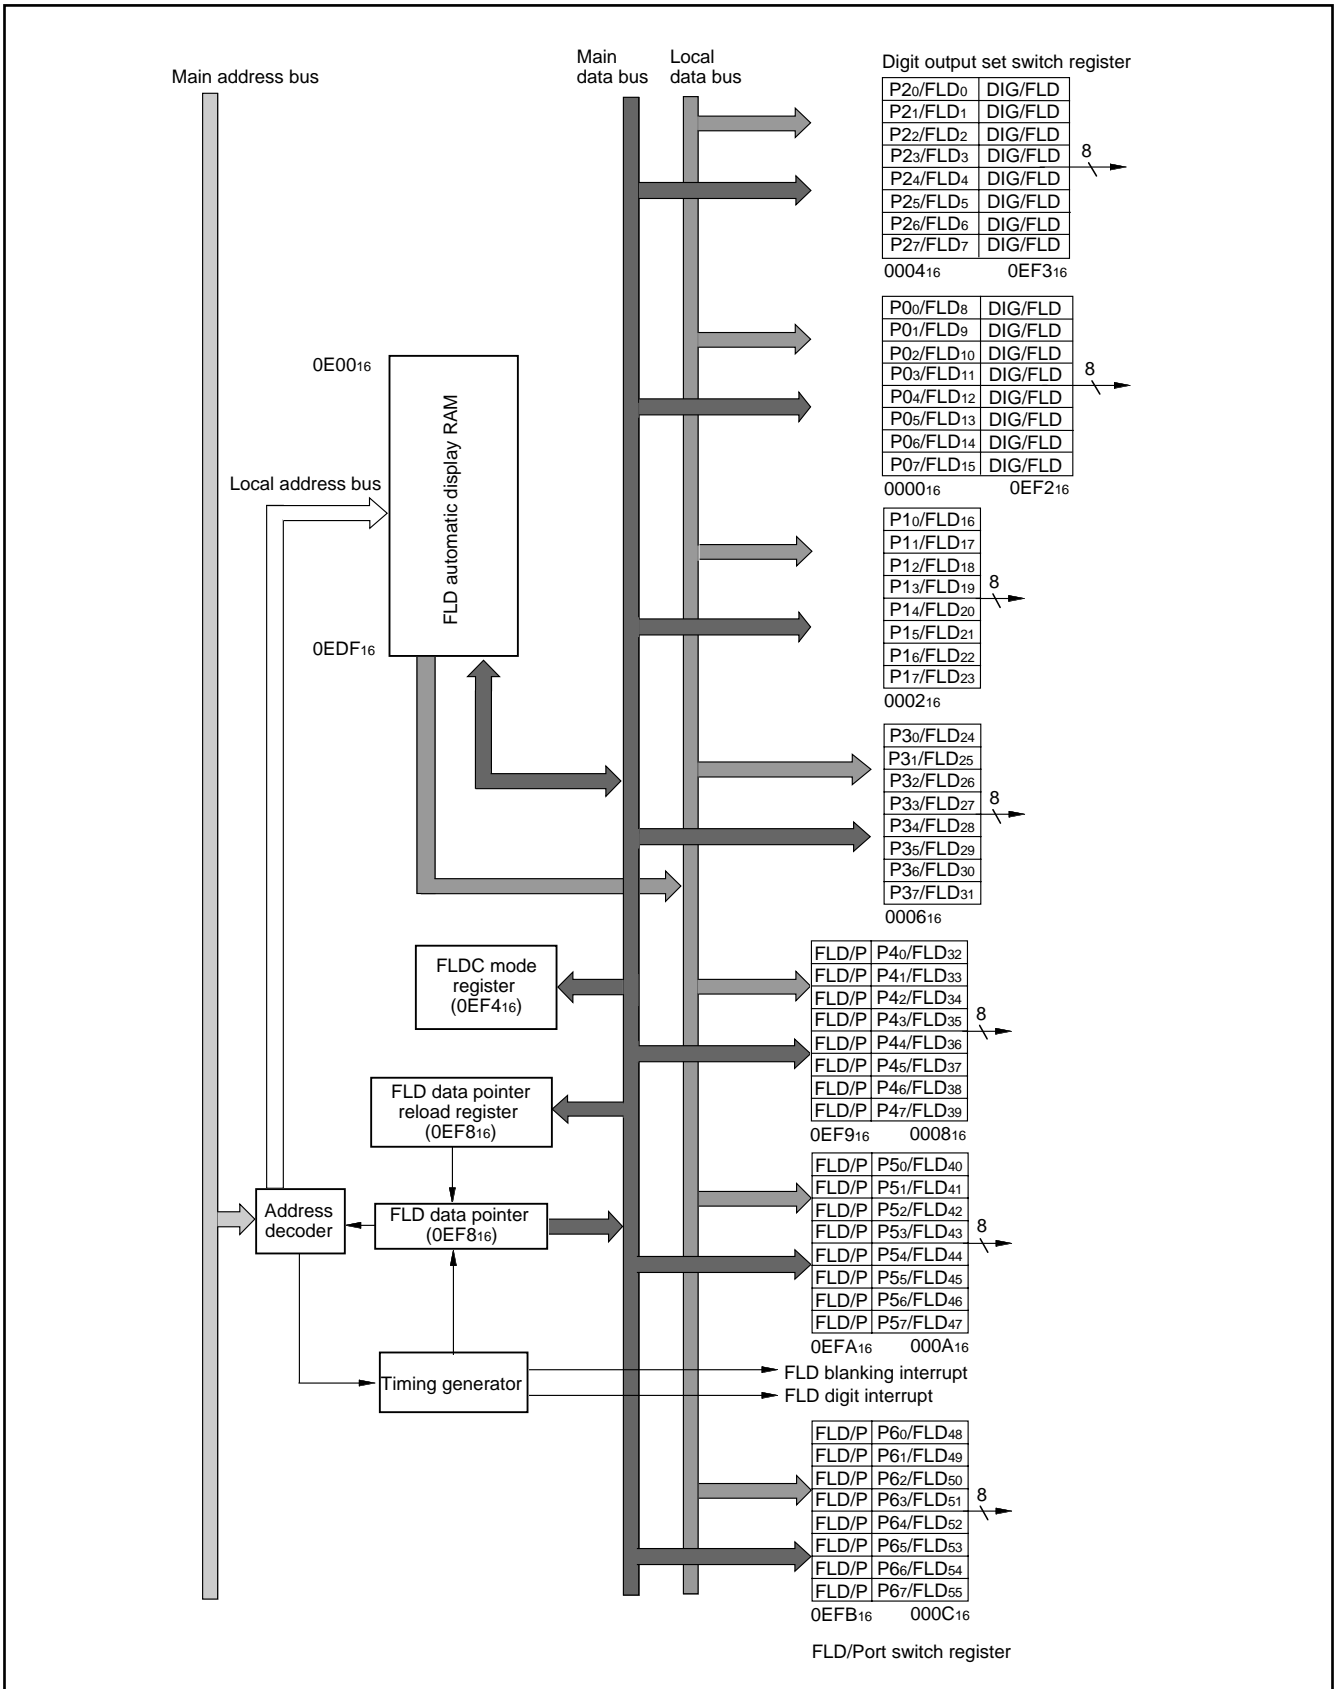 Main address bus
Main
data bus
Local
data bus
Digit output set switch register
P20/FLD0 DIG/FLD
P21/FLD1 DIG/FLD
P22/FLD2 DIG/FLD
P23/FLD3 DIG/FLD
P24/FLD4 DIG/FLD
P25/FLD5 DIG/FLD
P26/FLD6 DIG/FLD
P27/FLD7 DIG/FLD
8
000416 0EF316
P00/FLD8 DIG/FLD
P01/FLD9 DIG/FLD
P02/FLD10 DIG/FLD
P03/FLD11 DIG/FLD
P04/FLD12 DIG/FLD
P05/FLD13 DIG/FLD
P06/FLD14 DIG/FLD
P07/FLD15 DIG/FLD
8
000016 0EF216
0E0016
FLD automatic display RAM
Local address bus
0EDF16
P10/FLD16
P11/FLD17
P12/FLD18
P13/FLD19
P14/FLD20
P15/FLD21
P16/FLD22
P17/FLD23
8
000216
P30/FLD24
P31/FLD25
P32/FLD26
P33/FLD27
P34/FLD28
P35/FLD29
P36/FLD30
P37/FLD31
8
000616
FLDC mode
register
(0EF416)
FLD/P P40/FLD32
FLD/P P41/FLD33
FLD/P P42/FLD34
FLD/P P43/FLD35
FLD/P P44/FLD36
FLD/P P45/FLD37
FLD/P P46/FLD38
FLD/P P47/FLD39
8
0EF916 000816
FLD data pointer
reload register
(0EF816)
Address
decoder
FLD data pointer
(0EF816)
FLD/P P50/FLD40
FLD/P P51/FLD41
FLD/P P52/FLD42
FLD/P P53/FLD43
FLD/P P54/FLD44
FLD/P P55/FLD45
FLD/P P56/FLD46
FLD/P P57/FLD47
8
0EFA16 000A16
Timing generator
FLD blanking interrupt
FLD digit interrupt
FLD/P P60/FLD48
FLD/P P61/FLD49
FLD/P P62/FLD50
FLD/P P63/FLD51
FLD/P P64/FLD52
FLD/P P65/FLD53
FLD/P P66/FLD54
FLD/P P67/FLD55
8
0EFB16 000C16
FLD/Port switch register